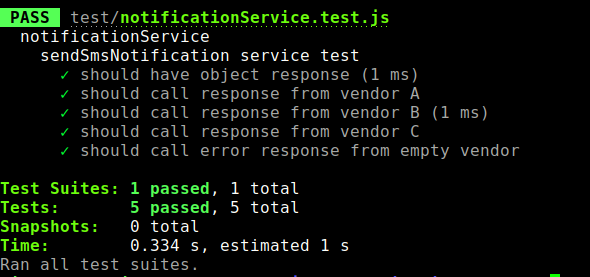 PASS test/notificationService.test.js
notificationService
sendSmsNotification service test
✓ should have object response (1 ms)
✓ should call response from vendor A
✓ should call response from vendor B (1 ms)
✓ should call response from vendor C
✓ should call error response from empty vendor
Test Suites: 1 passed, 1 total
Tests: 5 passed, 5 total
Snapshots: 0 total
Time: 0.334 s, estimated 1 s
Ran all test suites.